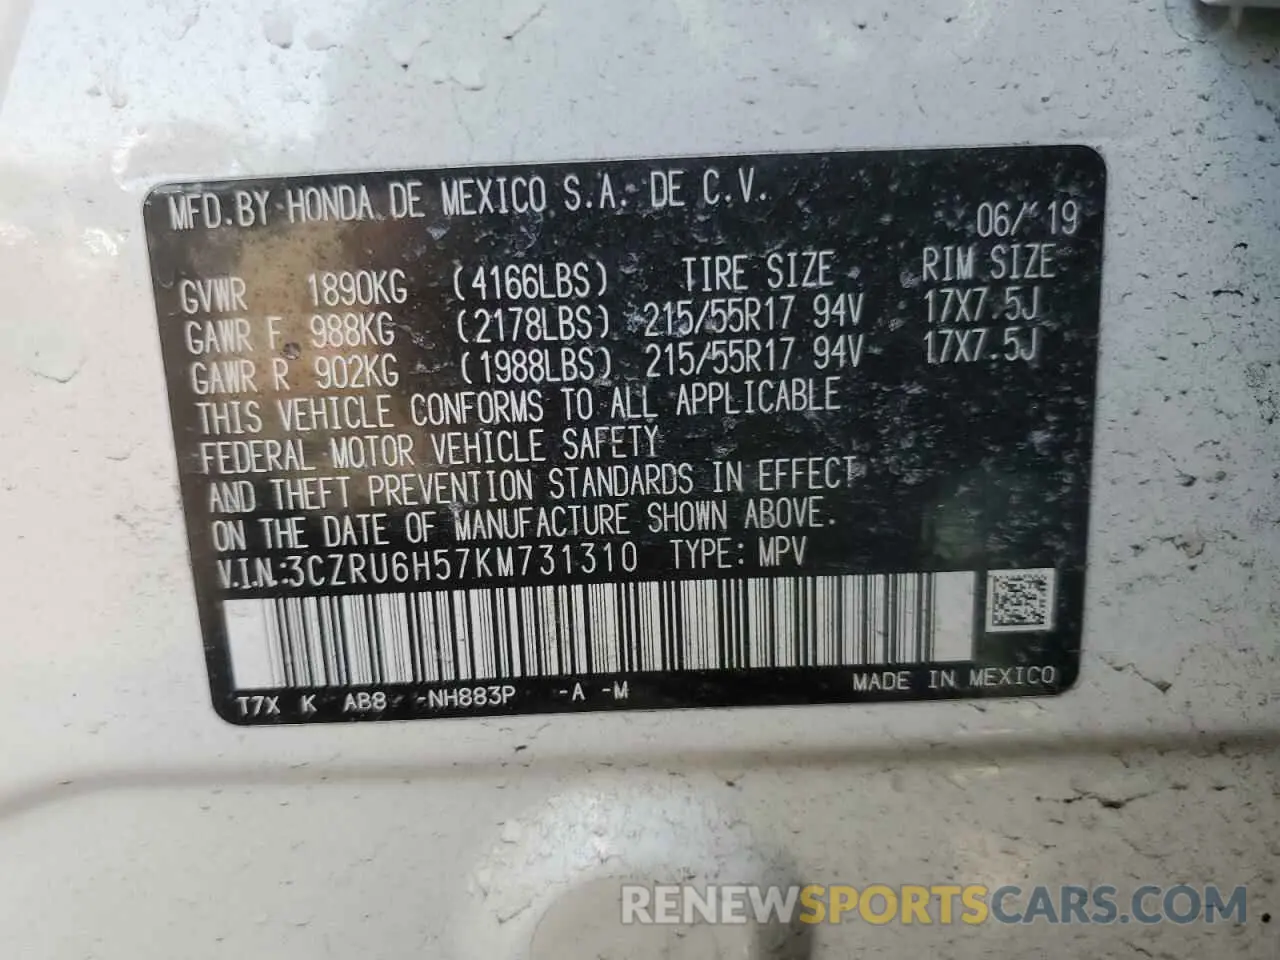 MFD. BY HONDA DE MEXICO S.A. DE C.V.
06/ 19
GVWR 1890KG (4166LBS) TIRE SIZE RIM SIZE
GAWR F 988KG (2178LBS) 215/55R17 94V 17X7.5J
GAWR R 902KG (1988LBS) 215/55R17 94V 17X7.5J
THIS VEHICLE CONFORMS TO ALL APPLICABLE
FEDERAL MOTOR VEHICLE SAFETY
AND THEFT PREVENTION STANDARDS IN EFFECT
ON THE DATE OF MANUFACTURE SHOWN ABOVE.
V.I.N.:3CZRU6H57KM731310 TYPE: MPV
T7X K AB8 -NH883P -A -M MADE IN MEXICO
RENEWSPORTSCARS.COM